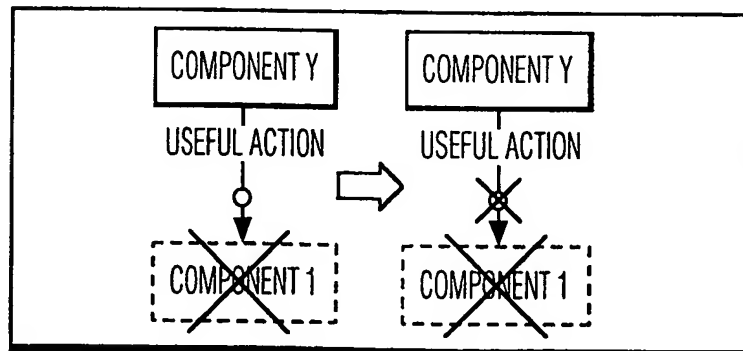 COMPONENT Y COMPONENT Y
USEFUL ACTION USEFUL ACTION
COMPONENT 1 COMPONENT 1